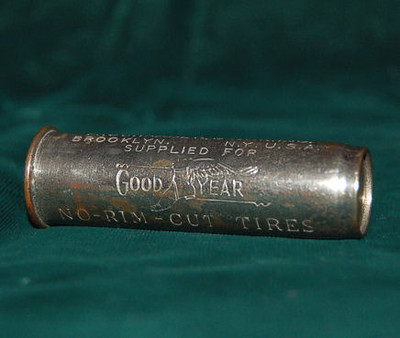 BROOKLYN. N.Y. U.S.A.
SUPPLIED FOR
GOOD YEAR
NO-RIM-CUT TIRES